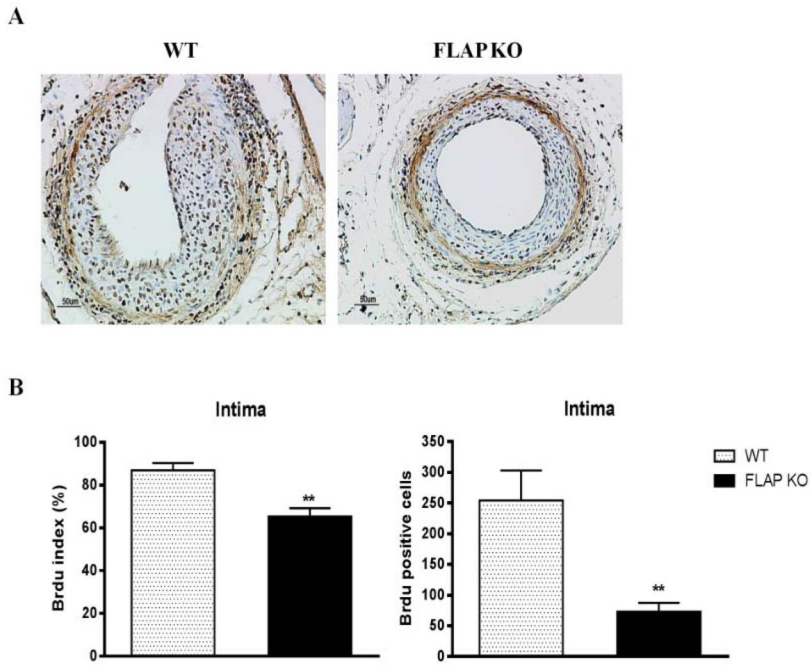 A
WT
FLAP KO
50um
50um
B
Intima
Brdu index (%)
100
80
60
40
20
0
**
Intima
Brdu positive cells
350
300
250
200
150
100
50
0
**
WT
FLAP KO